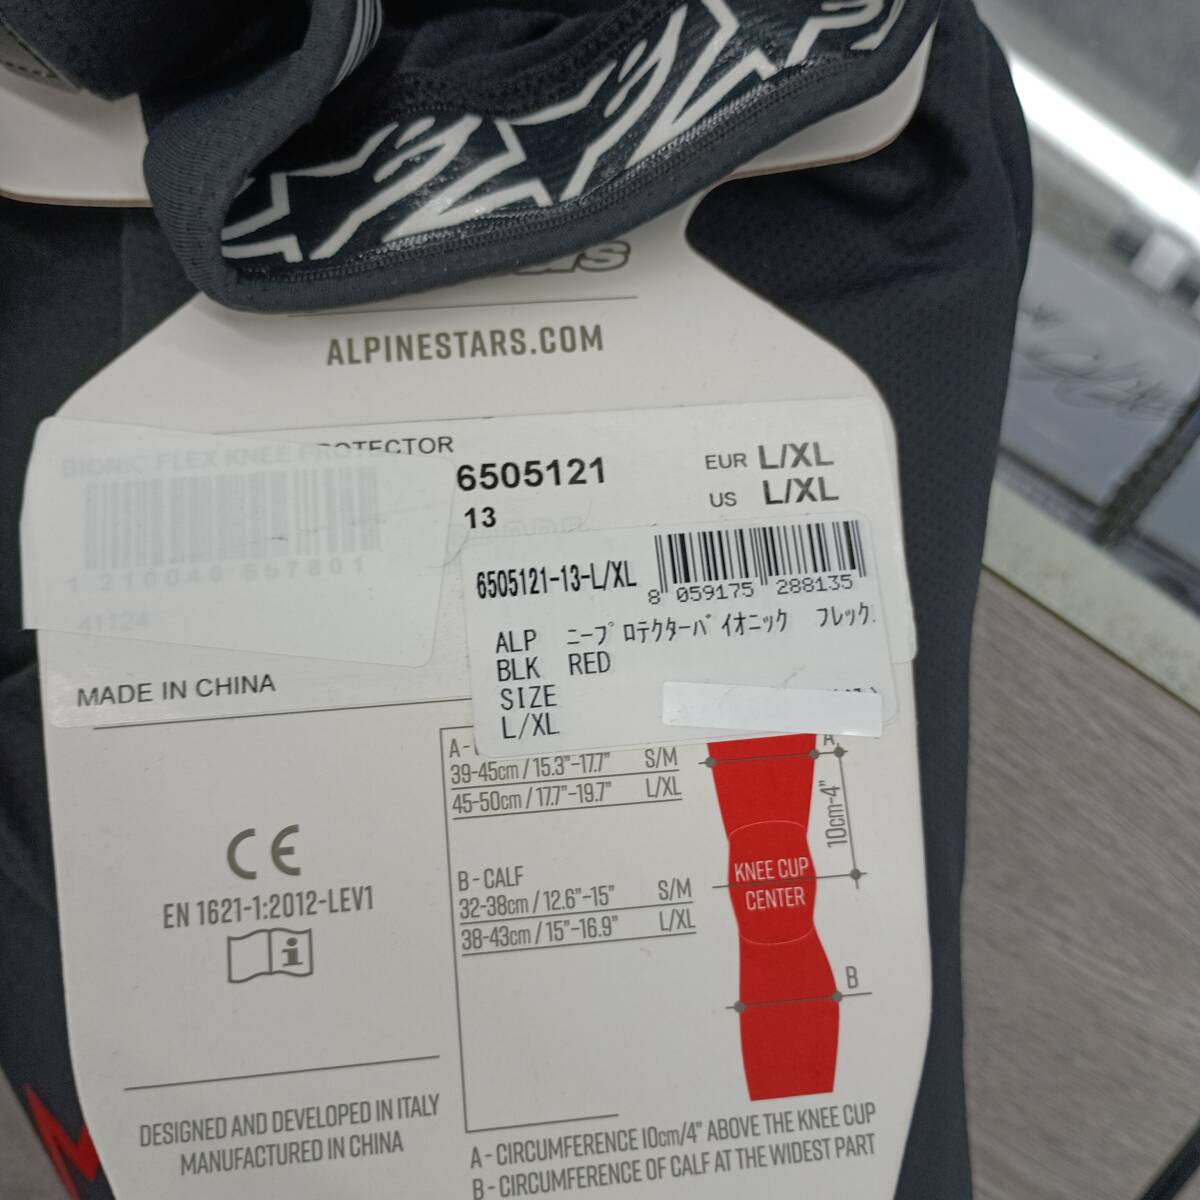 ALPINESTARS.COM
BIONIC FLEX KNEE PROTECTOR
6505121
13
EUR L/XL
US L/XL
1 210040 557801
41124
6505121-13-L/XL
8 059175 288135
ALP ニープロテクターバイオニック フレック
BLK RED
SIZE
L/XL
MADE IN CHINA
A -
39-45cm / 15.3"-17.7" S/M
45-50cm / 17.7"-19.7" L/XL
B - CALF
32-38cm / 12.6"-15" S/M
38-43cm / 15"-16.9" L/XL
A
10cm-4"
KNEE CUP
CENTER
B
CE
EN 1621-1:2012-LEV1
i
DESIGNED AND DEVELOPED IN ITALY
MANUFACTURED IN CHINA
A - CIRCUMFERENCE 10cm/4" ABOVE THE KNEE CUP
B - CIRCUMFERENCE OF CALF AT THE WIDEST PART